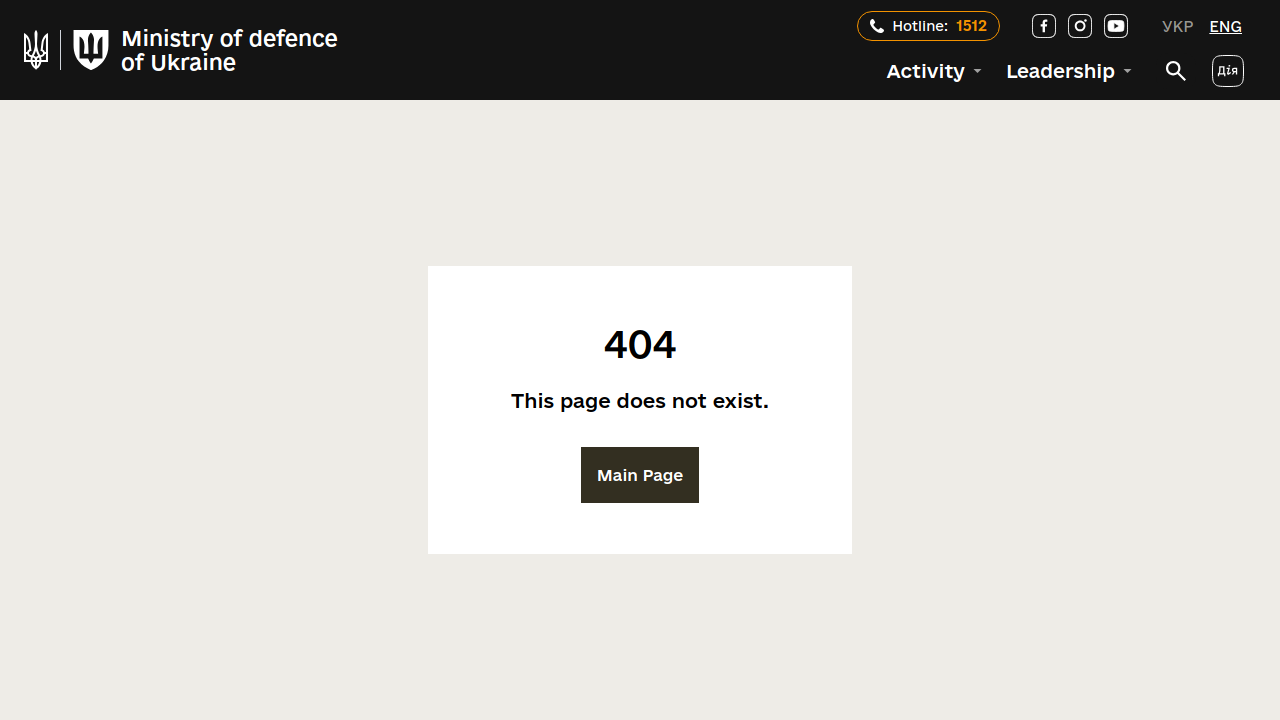 Ministry of defence
of Ukraine
Hotline: 1512
УКР ENG
Activity Leadership
Дія
404
This page does not exist.
Main Page